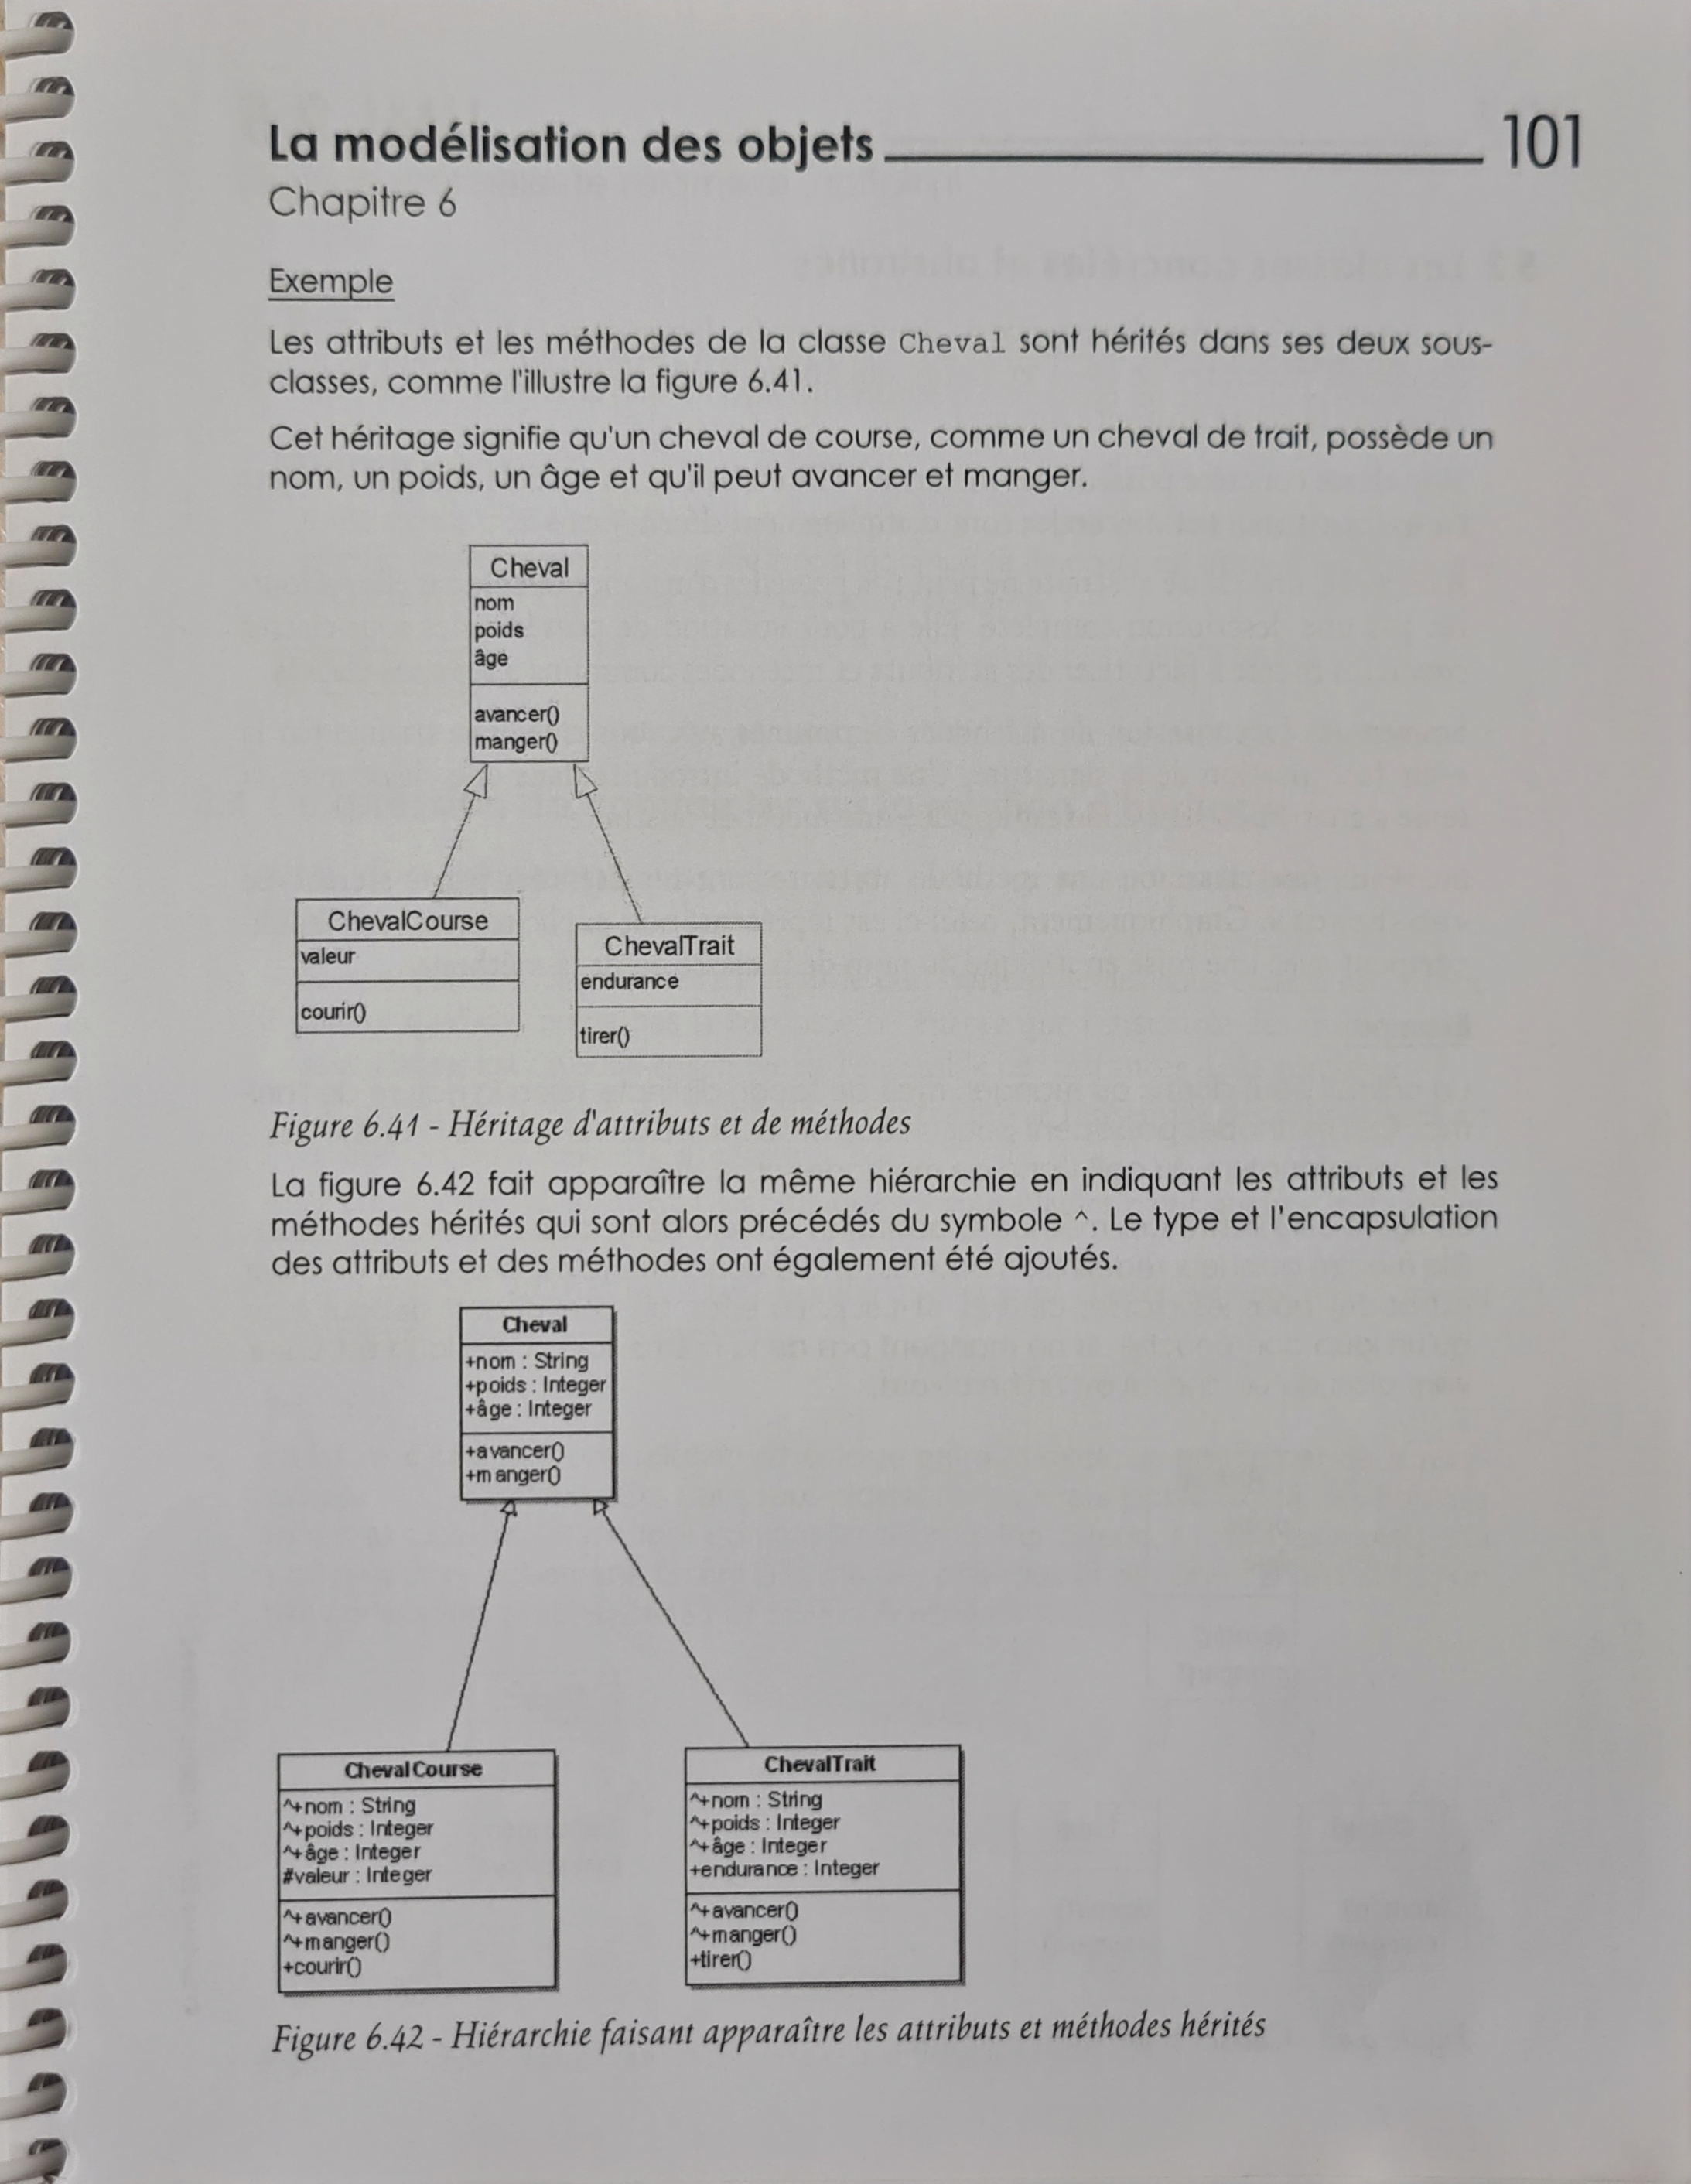 La modélisation des objets 101
Chapitre 6
Exemple
Les attributs et les méthodes de la classe Cheval sont hérités dans ses deux sous-
classes, comme l'illustre la figure 6.41.
Cet héritage signifie qu'un cheval de course, comme un cheval de trait, possède un
nom, un poids, un âge et qu'il peut avancer et manger.
Cheval
nom
poids
âge
avancer()
manger()
ChevalCourse
valeur
courir()
ChevalTrait
endurance
tirer()
Figure 6.41 - Héritage d'attributs et de méthodes
La figure 6.42 fait apparaître la même hiérarchie en indiquant les attributs et les
méthodes hérités qui sont alors précédés du symbole ^. Le type et l'encapsulation
des attributs et des méthodes ont également été ajoutés.
Cheval
+nom : String
+poids : Integer
+âge : Integer
+avancer()
+manger()
ChevalCourse
^+nom : String
^+poids : Integer
^+âge : Integer
#valeur : Integer
^+avancer()
^+manger()
+courir()
ChevalTrait
^+nom : String
^+poids : Integer
^+âge : Integer
+endurance : Integer
^+avancer()
^+manger()
+tirer()
Figure 6.42 - Hiérarchie faisant apparaître les attributs et méthodes hérités